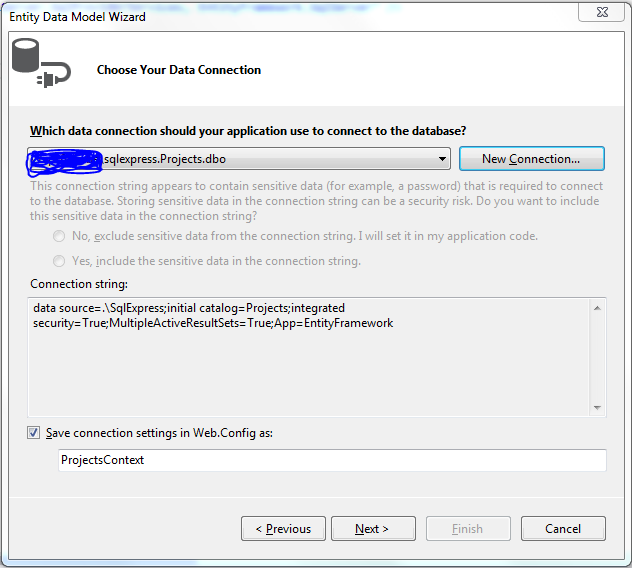 Entity Data Model Wizard
Choose Your Data Connection
Which data connection should your application use to connect to the database?
.sqlexpress.Projects.dbo
New Connection...
This connection string appears to contain sensitive data (for example, a password) that is required to connect
to the database. Storing sensitive data in the connection string can be a security risk. Do you want to include
this sensitive data in the connection string?
No, exclude sensitive data from the connection string. I will set it in my application code.
Yes, include the sensitive data in the connection string.
Connection string:
data source=.\SqlExpress;initial catalog=Projects;integrated
security=True;MultipleActiveResultSets=True;App=EntityFramework
Save connection settings in Web.Config as:
ProjectsContext
< Previous
Next >
Finish
Cancel